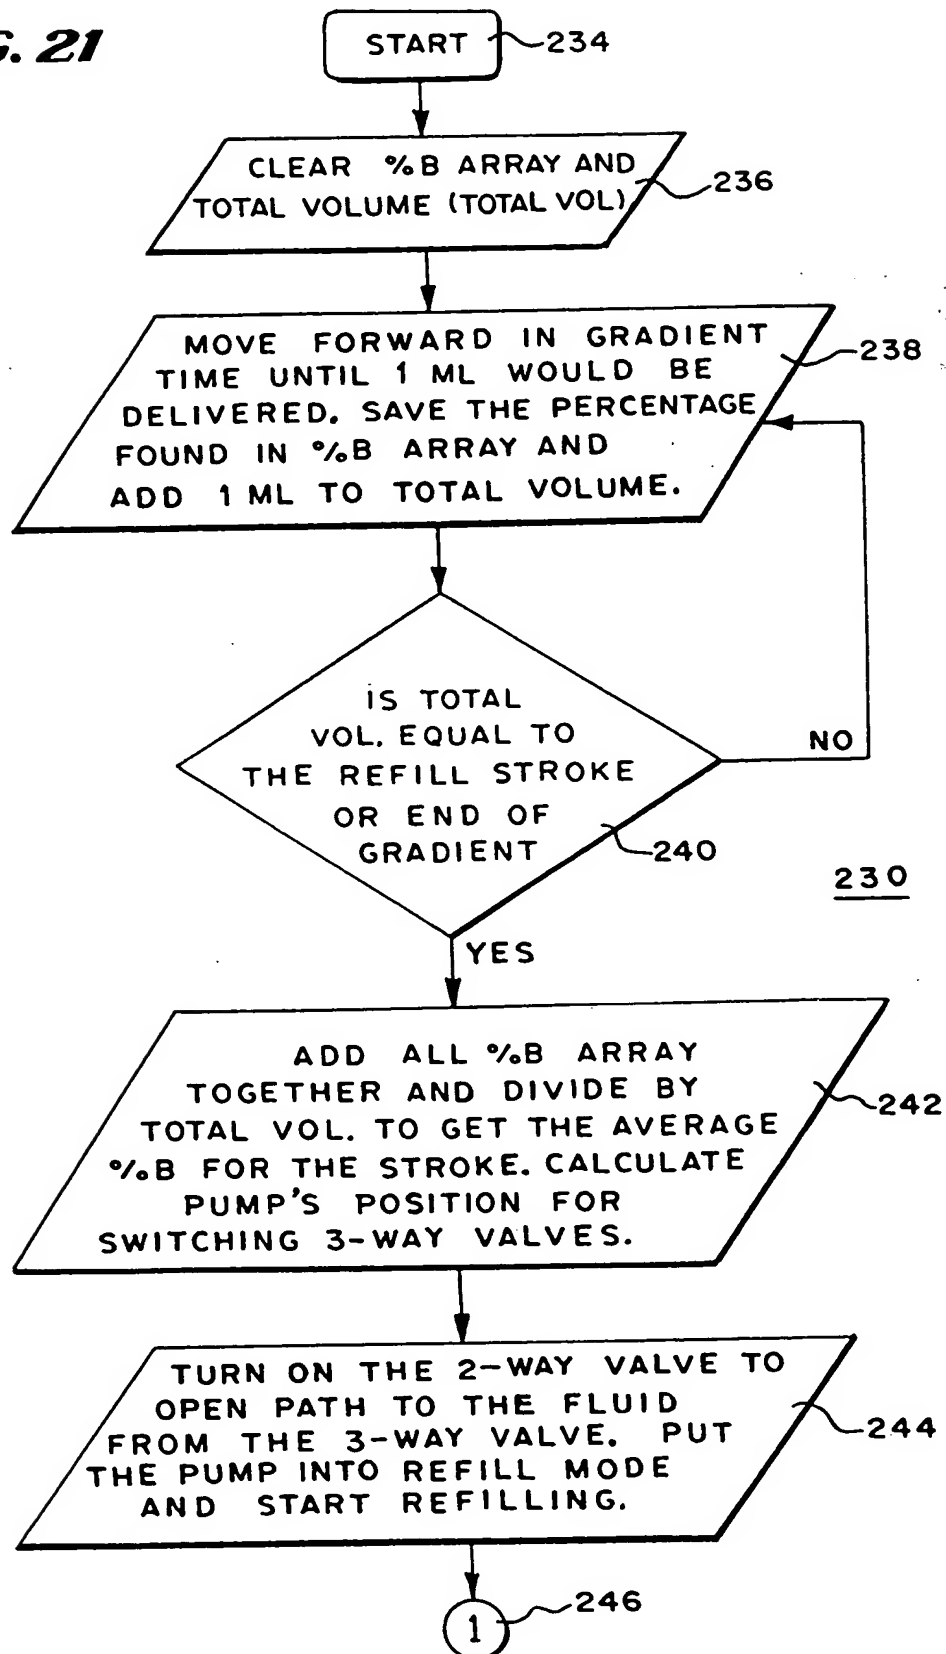 G. 21
START 234
CLEAR %B ARRAY AND
TOTAL VOLUME (TOTAL VOL)
236
MOVE FORWARD IN GRADIENT
TIME UNTIL 1 ML WOULD BE
DELIVERED. SAVE THE PERCENTAGE
FOUND IN %B ARRAY AND
ADD 1 ML TO TOTAL VOLUME.
238
IS TOTAL
VOL. EQUAL TO
THE REFILL STROKE
OR END OF
GRADIENT
NO
240
230
YES
ADD ALL %B ARRAY
TOGETHER AND DIVIDE BY
TOTAL VOL. TO GET THE AVERAGE
%B FOR THE STROKE. CALCULATE
PUMP'S POSITION FOR
SWITCHING 3-WAY VALVES.
242
TURN ON THE 2-WAY VALVE TO
OPEN PATH TO THE FLUID
FROM THE 3-WAY VALVE. PUT
THE PUMP INTO REFILL MODE
AND START REFILLING.
244
1 246